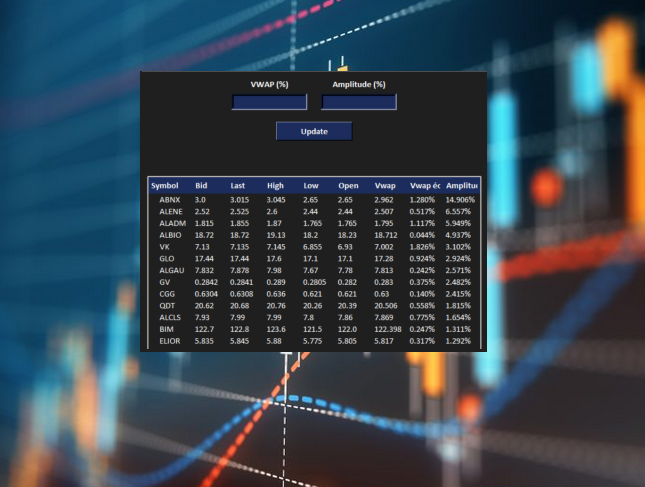 VWAP (%) Amplitude (%)
Update
Symbol Bid Last High Low Open Vwap Vwap éc Amplitu
ABNX 3.0 3.015 3.045 2.65 2.65 2.962 1.280% 14.906%
ALENE 2.52 2.525 2.6 2.44 2.44 2.507 0.517% 6.557%
ALADM 1.815 1.855 1.87 1.765 1.765 1.795 1.117% 5.949%
ALBIO 18.72 18.72 19.13 18.2 18.23 18.712 0.044% 4.937%
VK 7.13 7.135 7.145 6.855 6.93 7.002 1.826% 3.102%
GLO 17.44 17.44 17.6 17.1 17.1 17.28 0.924% 2.924%
ALGAU 7.832 7.878 7.98 7.67 7.78 7.813 0.242% 2.571%
GV 0.2842 0.2841 0.289 0.2805 0.282 0.283 0.375% 2.482%
CGG 0.6304 0.6308 0.636 0.621 0.621 0.63 0.140% 2.415%
QDT 20.62 20.68 20.76 20.26 20.39 20.506 0.558% 1.815%
ALCLS 7.93 7.99 7.99 7.8 7.86 7.869 0.775% 1.654%
BIM 122.7 122.8 123.6 121.5 122.0 122.398 0.247% 1.311%
ELIOR 5.835 5.845 5.88 5.775 5.805 5.817 0.317% 1.292%